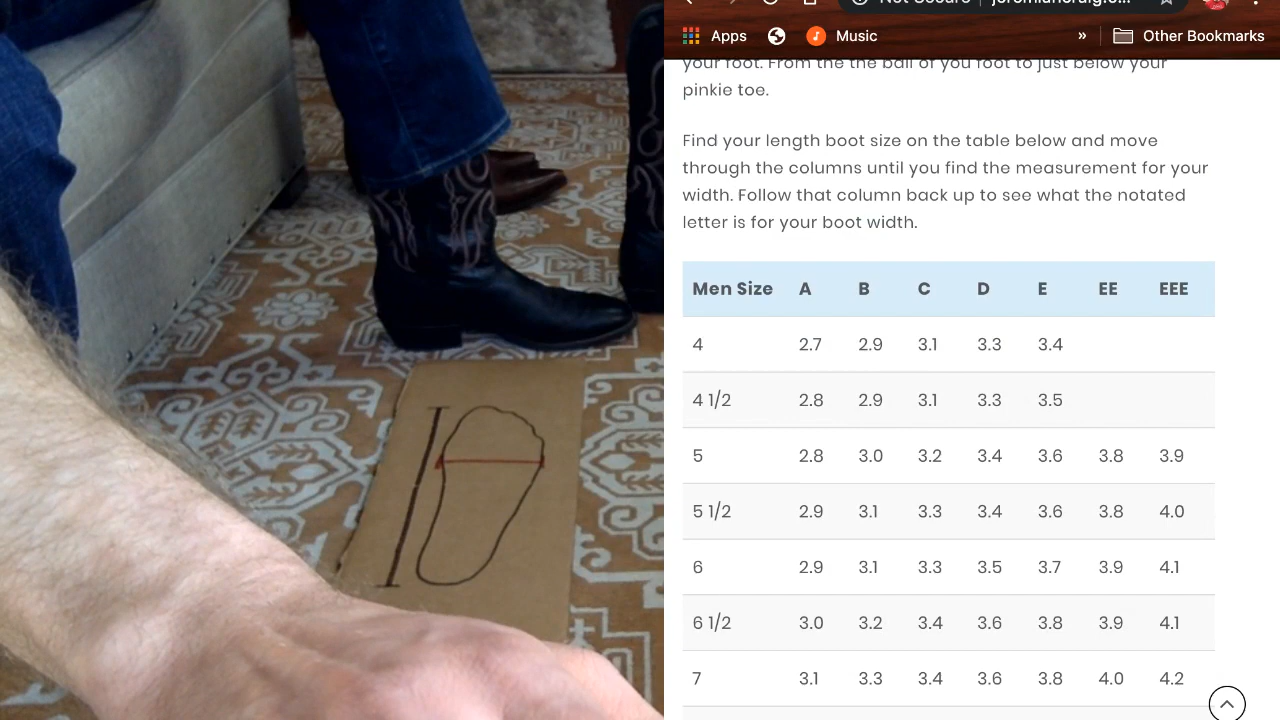 Not Secure
Apps Music » Other Bookmarks
your foot. From the the ball of you foot to just below your
pinkie toe.
Find your length boot size on the table below and move
through the columns until you find the measurement for your
width. Follow that column back up to see what the notated
letter is for your boot width.
Men Size A B C D E EE EEE
4 2.7 2.9 3.1 3.3 3.4
4 1/2 2.8 2.9 3.1 3.3 3.5
5 2.8 3.0 3.2 3.4 3.6 3.8 3.9
5 1/2 2.9 3.1 3.3 3.4 3.6 3.8 4.0
6 2.9 3.1 3.3 3.5 3.7 3.9 4.1
6 1/2 3.0 3.2 3.4 3.6 3.8 3.9 4.1
7 3.1 3.3 3.4 3.6 3.8 4.0 4.2